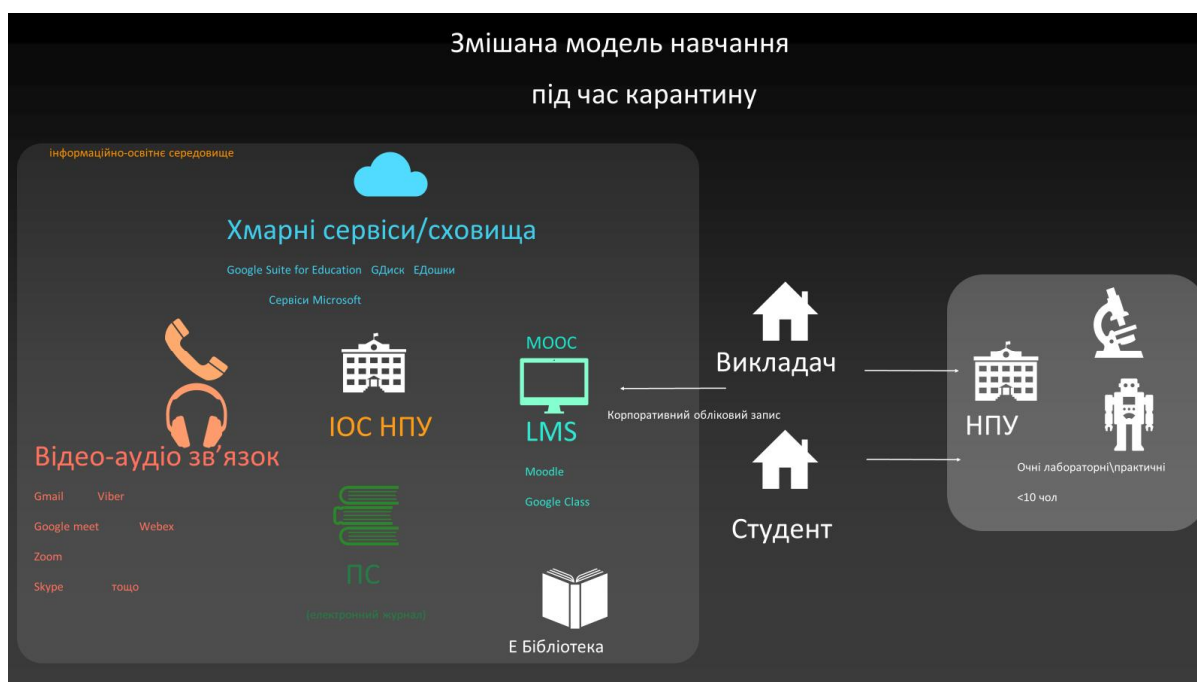 Змішана модель навчання
під час карантину
інформаційно-освітнє середовище
Хмарні сервіси/сховища
Google Suite for Education GДиск EДошки
Сервіси Microsoft
MOOC
LMS
Moodle
Google Class
ІОС НПУ
Відео-аудіо зв’язок
Gmail Viber
Google meet Webex
Zoom
Skype тощо
ПС
(електронний журнал)
Е Бібліотека
Викладач
Корпоративний обліковий запис
Студент
НПУ
Очні лабораторні\практичні
<10 чол